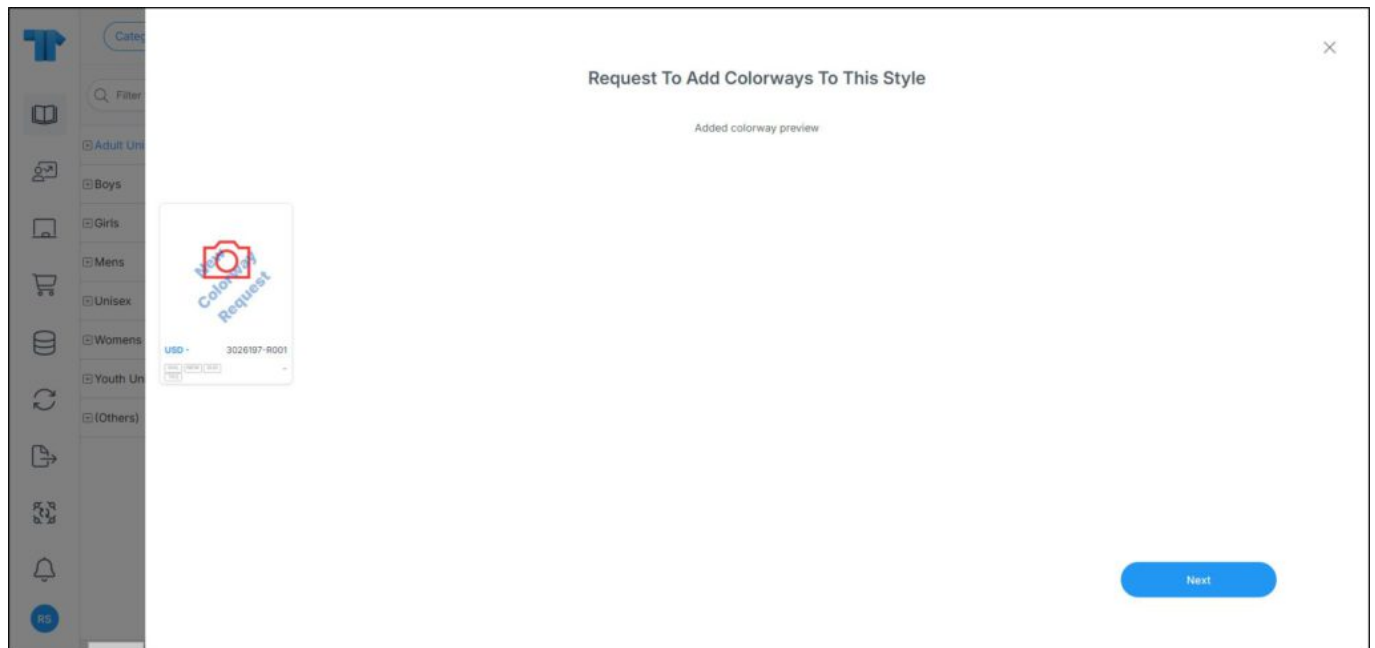 Categ
Request To Add Colorways To This Style
Filter
Added colorway preview
Adult Uni
Boys
Girls
Mens
Unisex
Womens
Youth Un
(Others)
New
Colorway
Request
USD -
3026197-R001
-
Next
RS